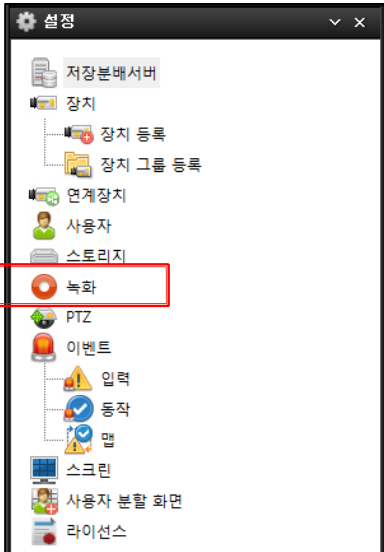 설정
저장분배서버
장치
장치 등록
장치 그룹 등록
연계장치
사용자
스토리지
녹화
PTZ
이벤트
입력
동작
맵
스크린
사용자 분할 화면
라이선스